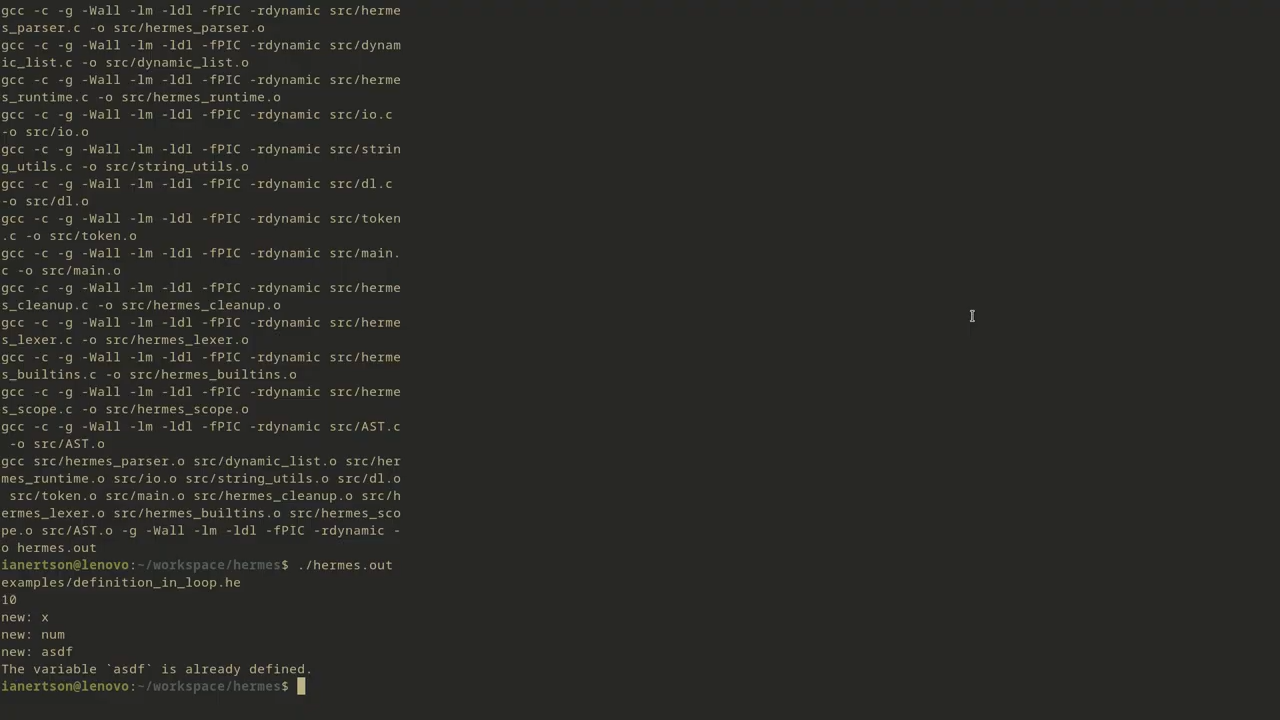 gcc -c -g -Wall -lm -ldl -fPIC -rdynamic src/herme
s_parser.c -o src/hermes_parser.o
gcc -c -g -Wall -lm -ldl -fPIC -rdynamic src/dynam
ic_list.c -o src/dynamic_list.o
gcc -c -g -Wall -lm -ldl -fPIC -rdynamic src/herme
s_runtime.c -o src/hermes_runtime.o
gcc -c -g -Wall -lm -ldl -fPIC -rdynamic src/io.c
-o src/io.o
gcc -c -g -Wall -lm -ldl -fPIC -rdynamic src/strin
g_utils.c -o src/string_utils.o
gcc -c -g -Wall -lm -ldl -fPIC -rdynamic src/dl.c
-o src/dl.o
gcc -c -g -Wall -lm -ldl -fPIC -rdynamic src/token
.c -o src/token.o
gcc -c -g -Wall -lm -ldl -fPIC -rdynamic src/main.
c -o src/main.o
gcc -c -g -Wall -lm -ldl -fPIC -rdynamic src/herme
s_cleanup.c -o src/hermes_cleanup.o
gcc -c -g -Wall -lm -ldl -fPIC -rdynamic src/herme
s_lexer.c -o src/hermes_lexer.o
gcc -c -g -Wall -lm -ldl -fPIC -rdynamic src/herme
s_builtins.c -o src/hermes_builtins.o
gcc -c -g -Wall -lm -ldl -fPIC -rdynamic src/herme
s_scope.c -o src/hermes_scope.o
gcc -c -g -Wall -lm -ldl -fPIC -rdynamic src/AST.c
 -o src/AST.o
gcc src/hermes_parser.o src/dynamic_list.o src/her
mes_runtime.o src/io.o src/string_utils.o src/dl.o
 src/token.o src/main.o src/hermes_cleanup.o src/h
ermes_lexer.o src/hermes_builtins.o src/hermes_sco
pe.o src/AST.o -g -Wall -lm -ldl -fPIC -rdynamic -
o hermes.out
ianertson@lenovo:~/workspace/hermes$ ./hermes.out
examples/definition_in_loop.he
10
new: x
new: num
new: asdf
The variable `asdf` is already defined.
ianertson@lenovo:~/workspace/hermes$